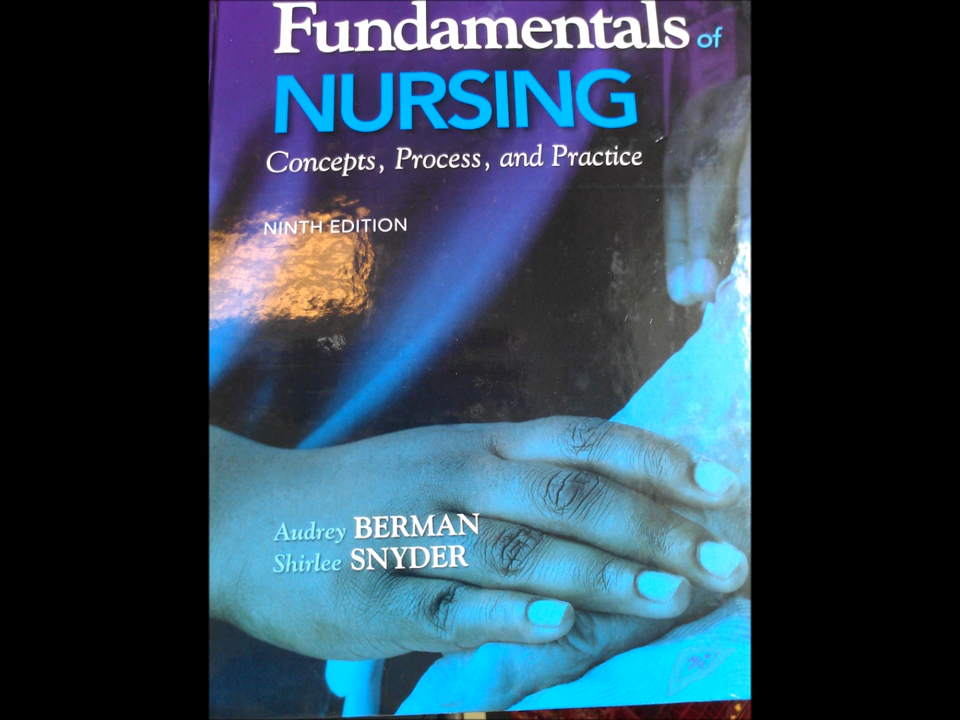 Fundamentals of
NURSING
Concepts, Process, and Practice
NINTH EDITION
Audrey BERMAN
Shirlee SNYDER